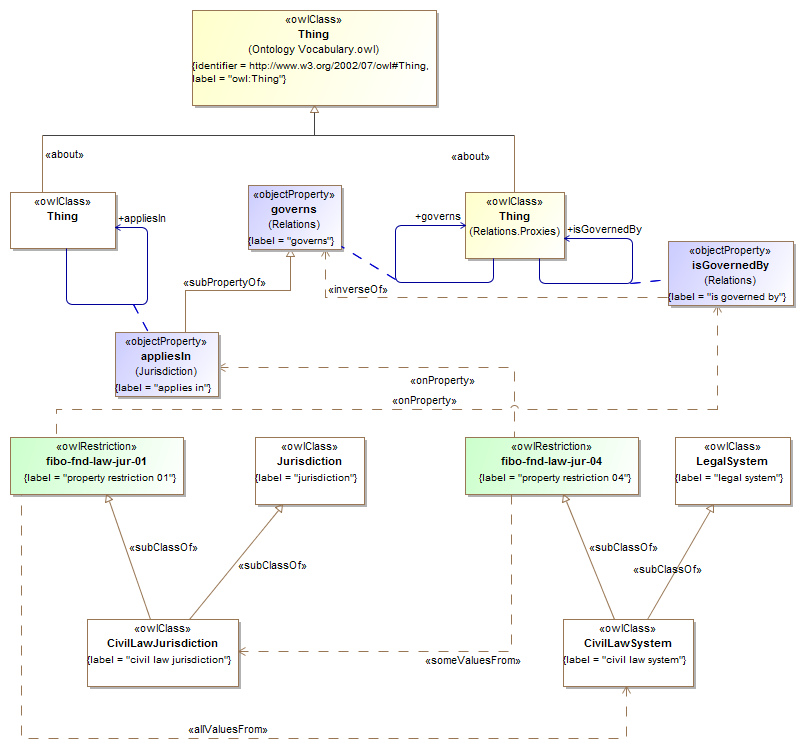 «owlClass»
Thing
(Ontology Vocabulary.owl)
{identifier = http://www.w3.org/2002/07/owl#Thing,
label = "owl:Thing"}
«about»
«about»
«owlClass»
Thing
+appliesIn
«objectProperty»
governs
(Relations)
{label = "governs"}
+governs
«owlClass»
Thing
(Relations.Proxies)
+isGovernedBy
«objectProperty»
isGovernedBy
(Relations)
{label = "is governed by"}
«subPropertyOf»
«inverseOf»
«objectProperty»
appliesIn
(Jurisdiction)
{label = "applies in"}
«onProperty»
«onProperty»
«owlRestriction»
fibo-fnd-law-jur-01
{label = "property restriction 01"}
«owlClass»
Jurisdiction
{label = "jurisdiction"}
«owlRestriction»
fibo-fnd-law-jur-04
{label = "property restriction 04"}
«owlClass»
LegalSystem
{label = "legal system"}
«subClassOf»
«subClassOf»
«subClassOf»
«subClassOf»
«owlClass»
CivilLawJurisdiction
{label = "civil law jurisdiction"}
«someValuesFrom»
«owlClass»
CivilLawSystem
{label = "civil law system"}
«allValuesFrom»